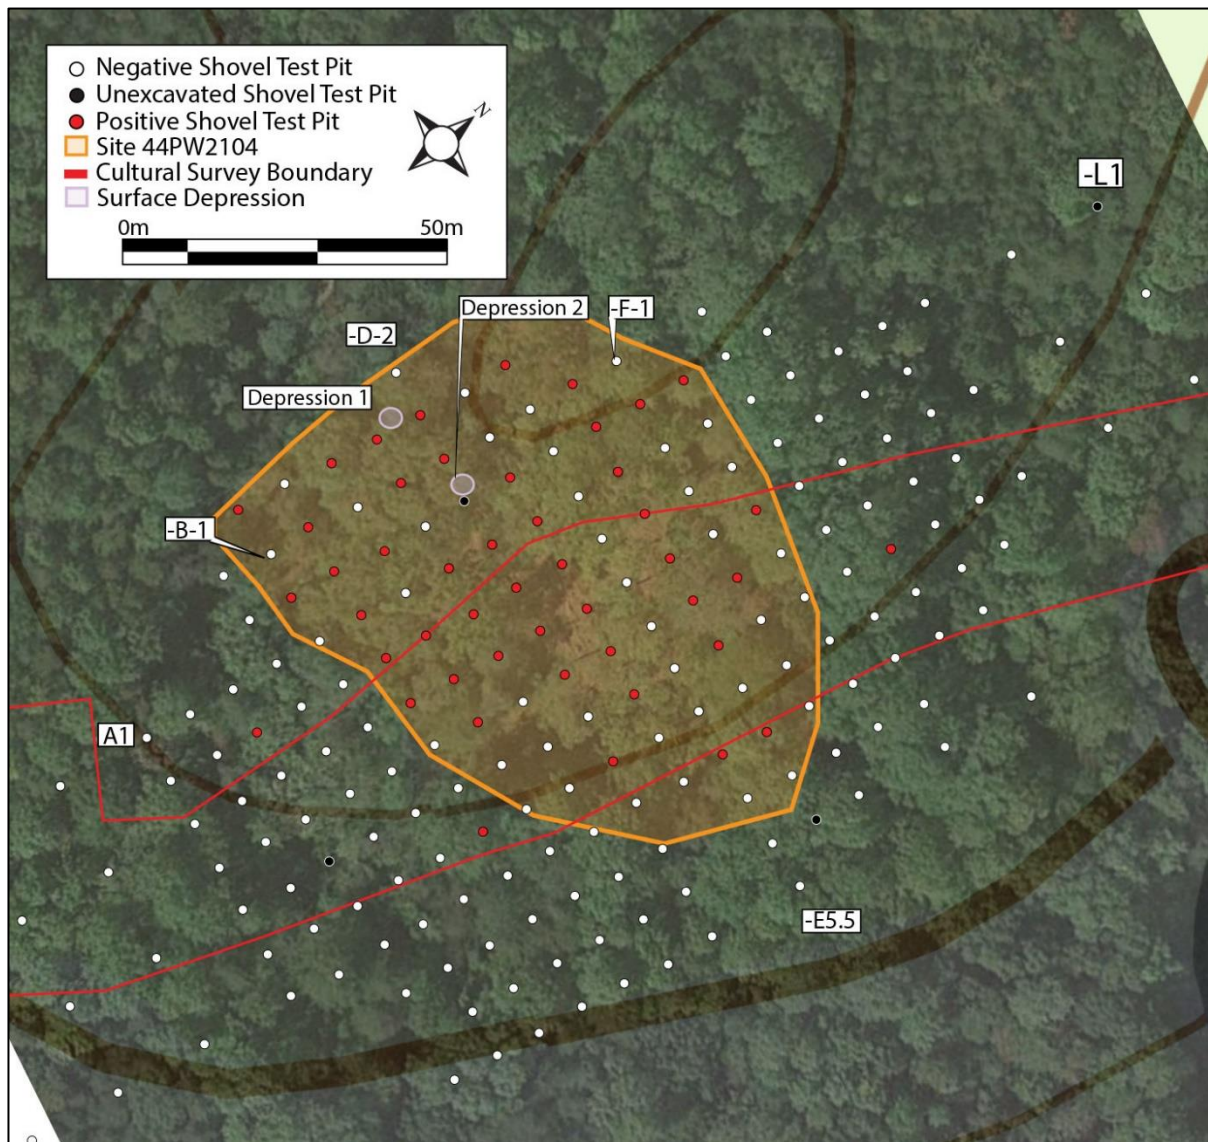 Negative Shovel Test Pit
Unexcavated Shovel Test Pit
Positive Shovel Test Pit
Site 44PW2104
Cultural Survey Boundary
Surface Depression
N
0m 50m
-L1
Depression 2
-F-1
-D-2
Depression 1
-B-1
A1
-E5.5